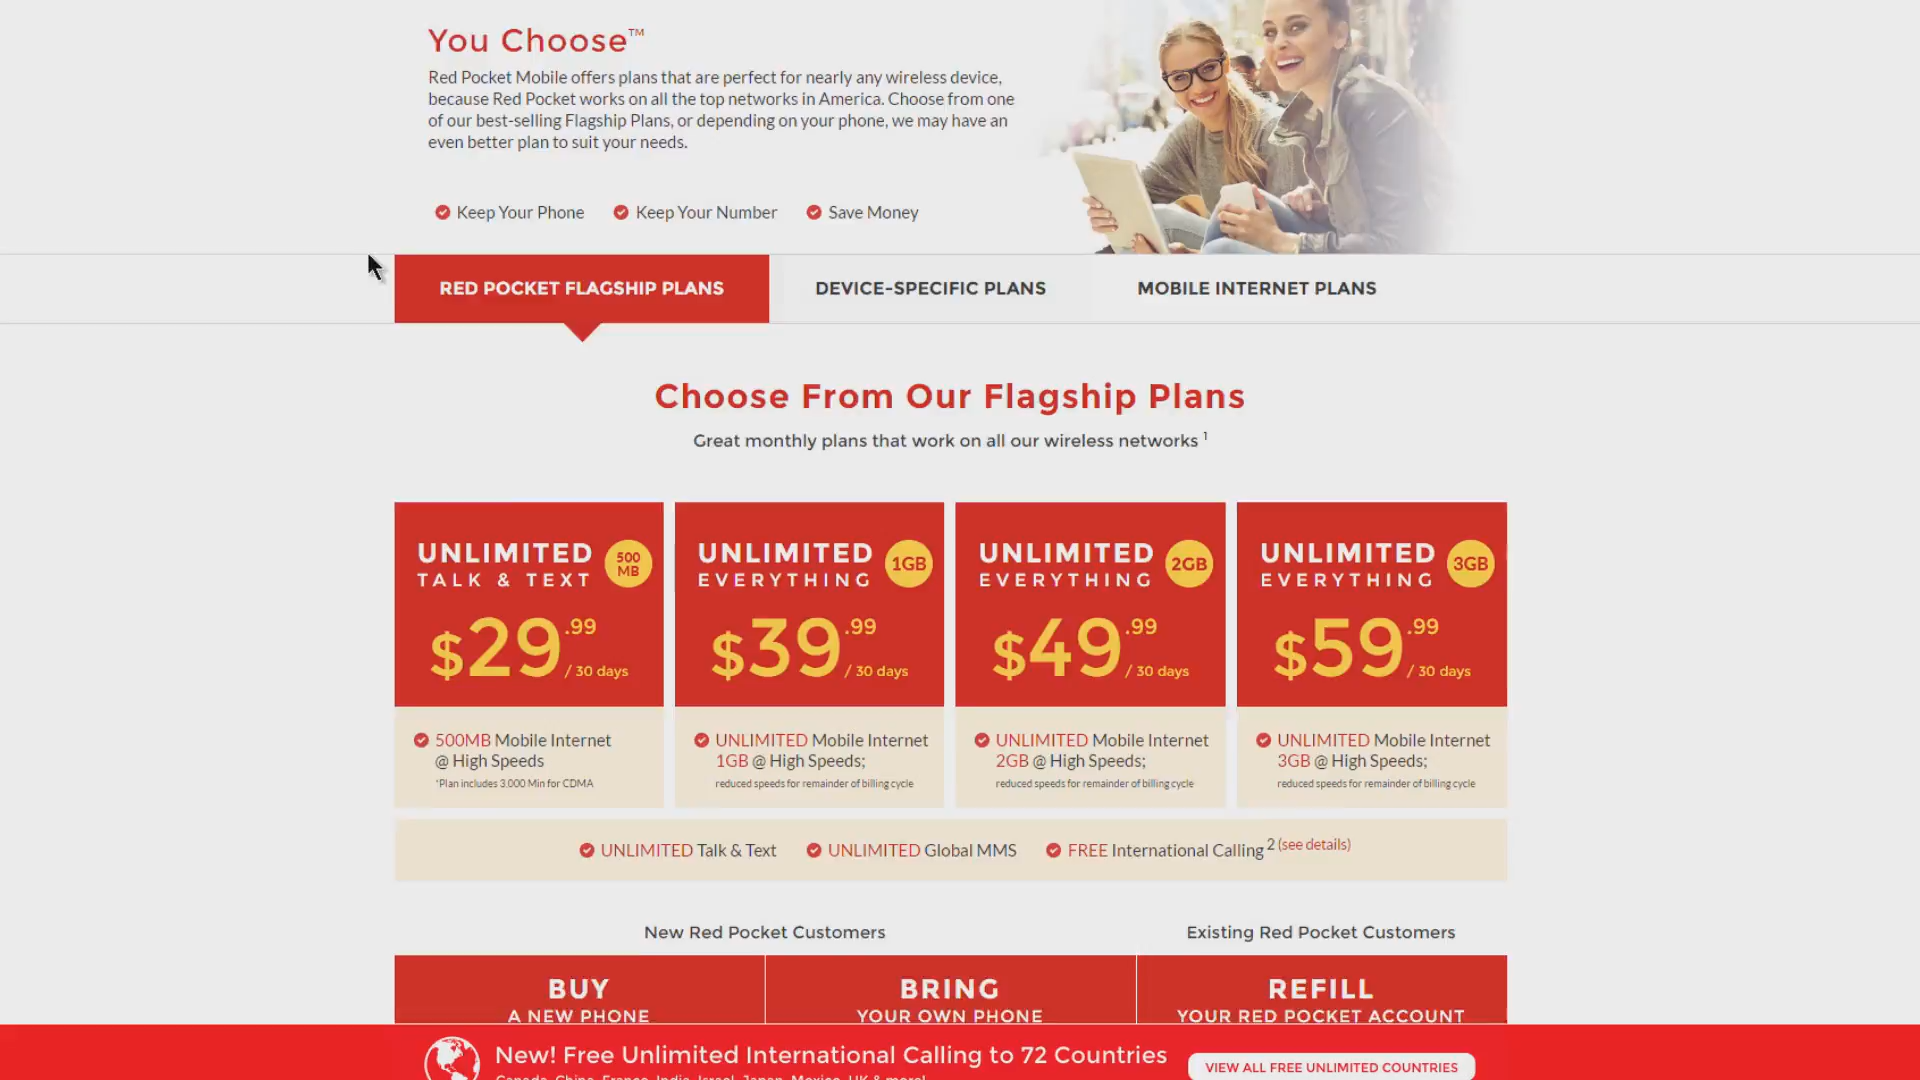 You Choose™
Red Pocket Mobile offers plans that are perfect for nearly any wireless device,
because Red Pocket works on all the top networks in America. Choose from one
of our best-selling Flagship Plans, or depending on your phone, we may have an
even better plan to suit your needs.
Keep Your Phone
Keep Your Number
Save Money
RED POCKET FLAGSHIP PLANS
DEVICE-SPECIFIC PLANS
MOBILE INTERNET PLANS
Choose From Our Flagship Plans
Great monthly plans that work on all our wireless networks 1
UNLIMITED
TALK & TEXT
500
MB
$29.99
/ 30 days
500MB Mobile Internet
@ High Speeds
*Plan includes 3,000 Min for CDMA
UNLIMITED
EVERYTHING
1GB
$39.99
/ 30 days
UNLIMITED Mobile Internet
1GB @ High Speeds;
reduced speeds for remainder of billing cycle
UNLIMITED
EVERYTHING
2GB
$49.99
/ 30 days
UNLIMITED Mobile Internet
2GB @ High Speeds;
reduced speeds for remainder of billing cycle
UNLIMITED
EVERYTHING
3GB
$59.99
/ 30 days
UNLIMITED Mobile Internet
3GB @ High Speeds;
reduced speeds for remainder of billing cycle
UNLIMITED Talk & Text
UNLIMITED Global MMS
FREE International Calling 2 (see details)
New Red Pocket Customers
Existing Red Pocket Customers
BUY
A NEW PHONE
BRING
YOUR OWN PHONE
REFILL
YOUR RED POCKET ACCOUNT
New! Free Unlimited International Calling to 72 Countries
Canada, China, France, India, Israel, Japan, Mexico, UK & more!
VIEW ALL FREE UNLIMITED COUNTRIES